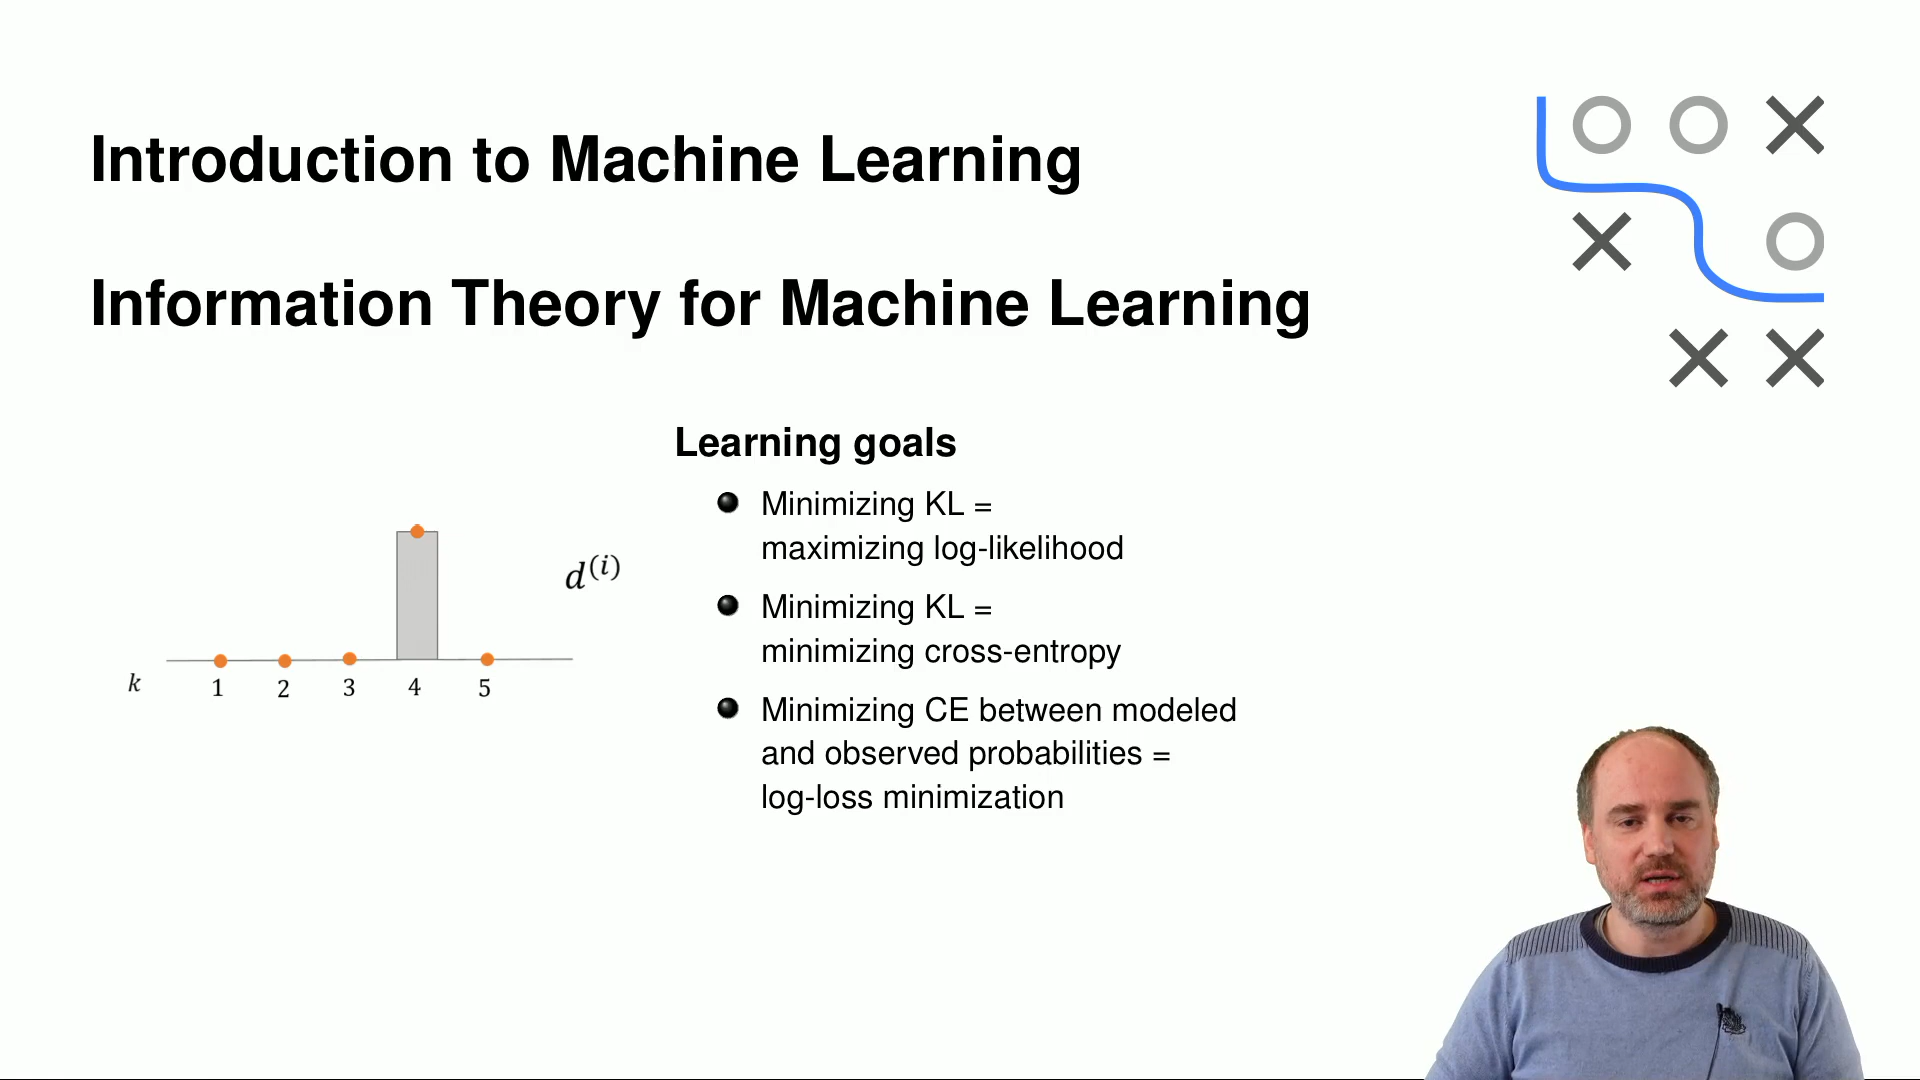 Introduction to Machine Learning
Information Theory for Machine Learning
Learning goals
Minimizing KL =
maximizing log-likelihood
Minimizing KL =
minimizing cross-entropy
Minimizing CE between modeled
and observed probabilities =
log-loss minimization
d⁽ⁱ⁾
k 1 2 3 4 5